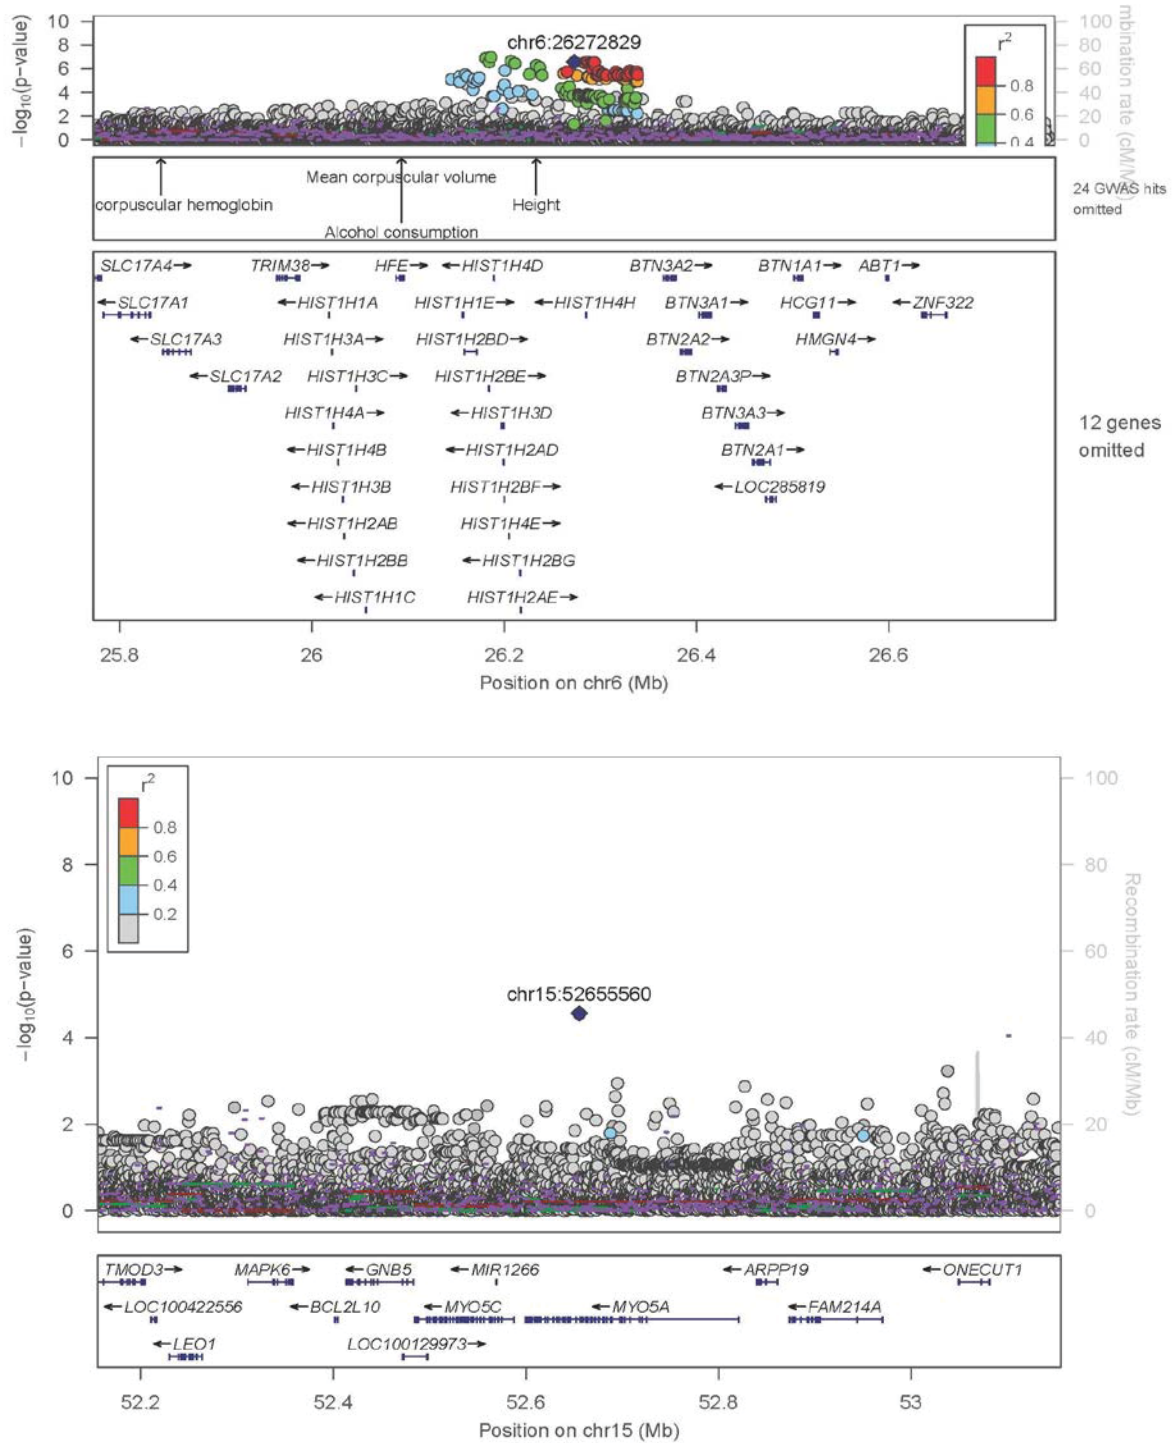 10
8
6
4
2
0
−log10(p−value)
chr6:26272829
r2
0.8
0.6
0.4
100
80
60
40
20
0
mbination rate (cM/Mb)
Mean corpuscular volume
corpuscular hemoglobin
Height
Alcohol consumption
24 GWAS hits
omitted
SLC17A4→ TRIM38→ HFE→ ←HIST1H4D BTN3A2→ BTN1A1→ ABT1→
←SLC17A1 ←HIST1H1A HIST1H1E→ ←HIST1H4H BTN3A1→ HCG11→ ←ZNF322
←SLC17A3 HIST1H3A→ HIST1H2BD→ BTN2A2→ HMGN4→
←SLC17A2 HIST1H3C→ HIST1H2BE→ BTN2A3P→
HIST1H4A→ ←HIST1H3D BTN3A3→
←HIST1H4B ←HIST1H2AD BTN2A1→
←HIST1H3B HIST1H2BF→ ←LOC285819
←HIST1H2AB HIST1H4E→
←HIST1H2BB ←HIST1H2BG
←HIST1H1C HIST1H2AE→
12 genes
omitted
25.8 26 26.2 26.4 26.6
Position on chr6 (Mb)
10
8
6
4
2
0
−log10(p−value)
r2
0.8
0.6
0.4
0.2
chr15:52655560
100
80
60
40
20
0
Recombination rate (cM/Mb)
TMOD3→ MAPK6→ ←GNB5 ←MIR1266 ←ARPP19 ←ONECUT1
←LOC100422556 ←BCL2L10 ←MYO5C ←MYO5A ←FAM214A
←LEO1 LOC100129973→
52.2 52.4 52.6 52.8 53
Position on chr15 (Mb)